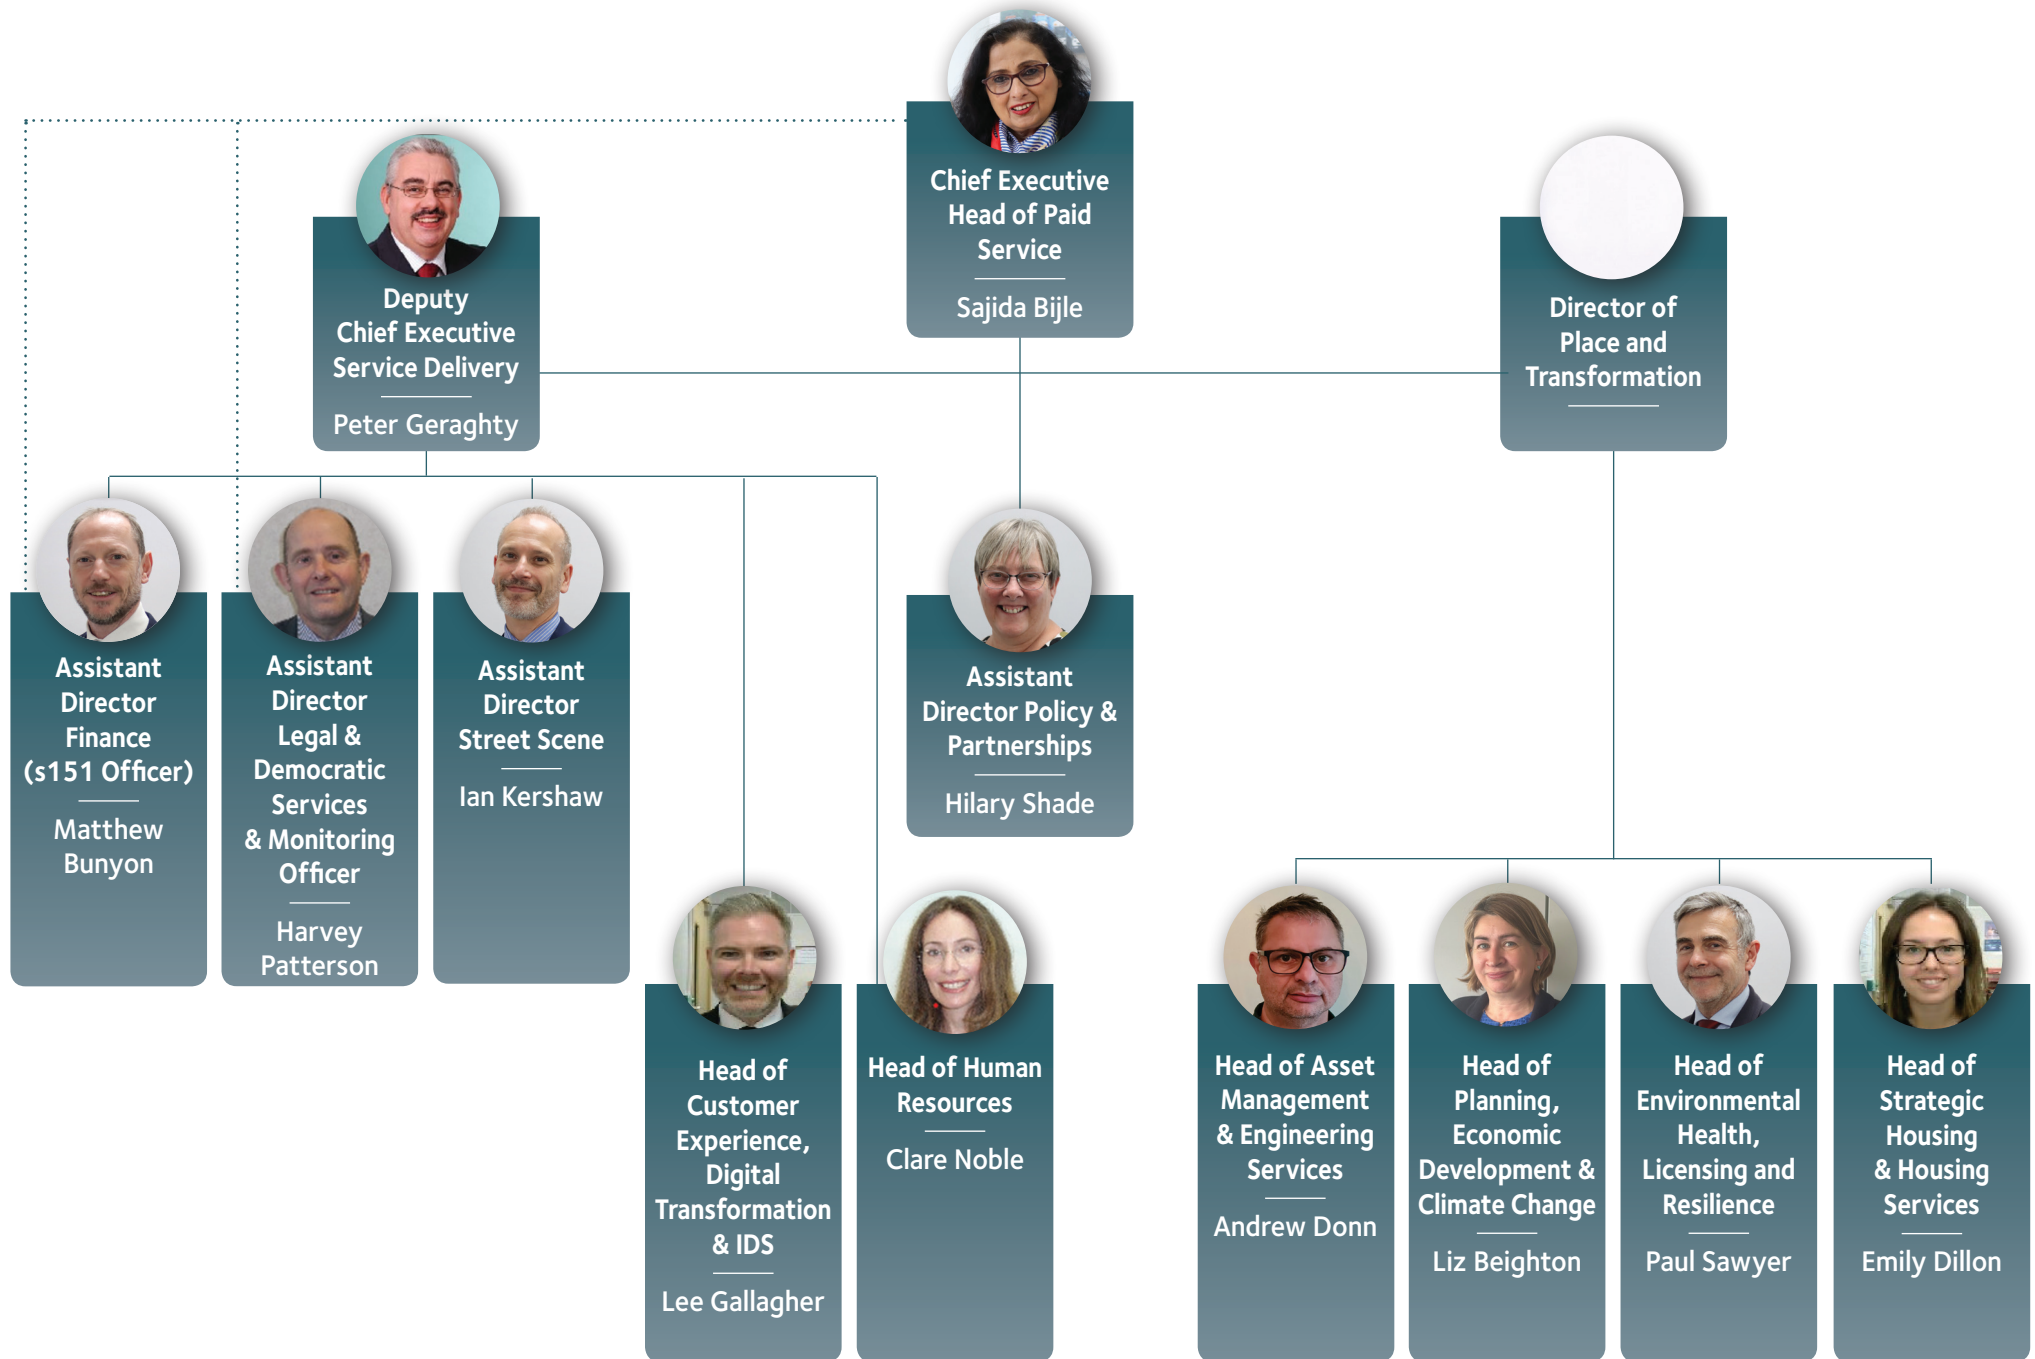 Chief Executive
Head of Paid
Service
Sajida Bijle
Deputy
Chief Executive
Service Delivery
Peter Geraghty
Director of
Place and
Transformation
Assistant
Director
Finance
(s151 Officer)
Matthew
Bunyon
Assistant
Director
Legal &
Democratic
Services
& Monitoring
Officer
Harvey
Patterson
Assistant
Director
Street Scene
Ian Kershaw
Assistant
Director Policy &
Partnerships
Hilary Shade
Head of
Customer
Experience,
Digital
Transformation
& IDS
Lee Gallagher
Head of Human
Resources
Clare Noble
Head of Asset
Management
& Engineering
Services
Andrew Donn
Head of
Planning,
Economic
Development &
Climate Change
Liz Beighton
Head of
Environmental
Health,
Licensing and
Resilience
Paul Sawyer
Head of
Strategic
Housing
& Housing
Services
Emily Dillon